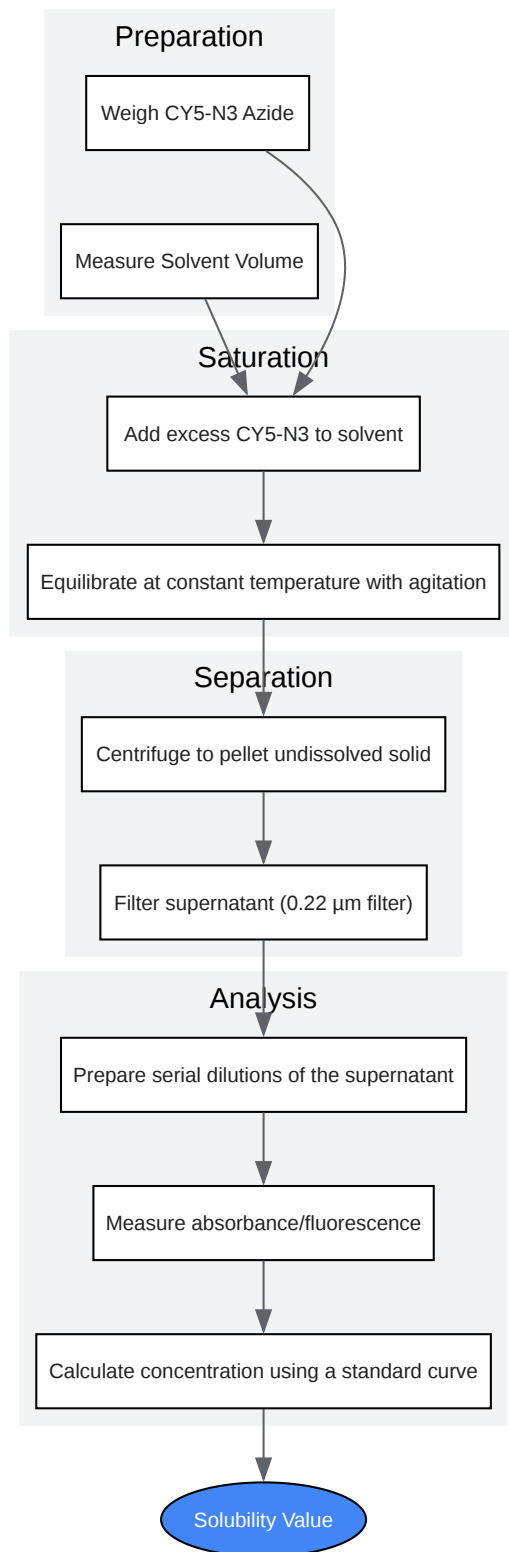 Preparation
Weigh CY5-N3 Azide
Measure Solvent Volume
Saturation
Add excess CY5-N3 to solvent
Equilibrate at constant temperature with agitation
Separation
Centrifuge to pellet undissolved solid
Filter supernatant (0.22 µm filter)
Analysis
Prepare serial dilutions of the supernatant
Measure absorbance/fluorescence
Calculate concentration using a standard curve
Solubility Value